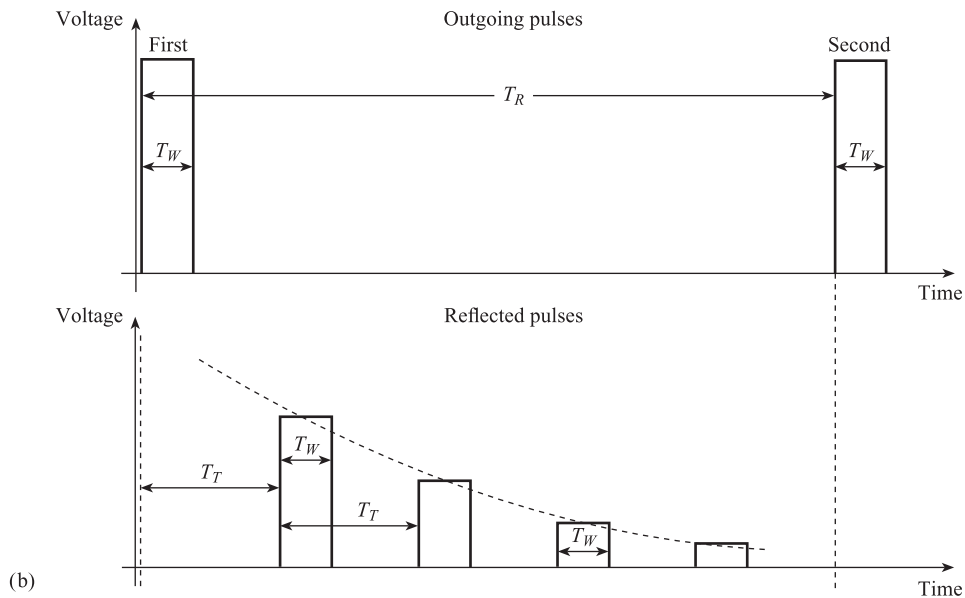 Voltage
Outgoing pulses
First
Second
T_R
T_W
T_W
Time
Voltage
Reflected pulses
T_W
T_T
T_T
T_W
(b)
Time